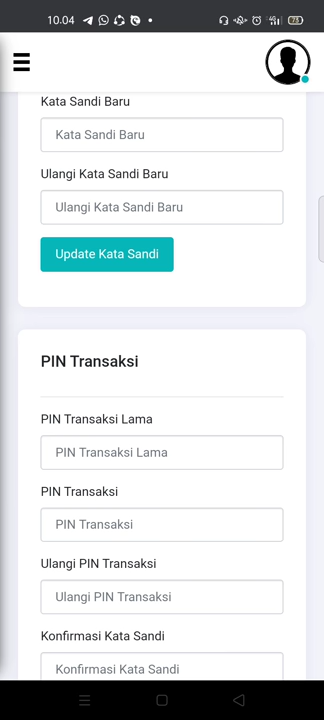 10.04
73
Kata Sandi Baru
Kata Sandi Baru
Ulangi Kata Sandi Baru
Ulangi Kata Sandi Baru
Update Kata Sandi
PIN Transaksi
PIN Transaksi Lama
PIN Transaksi Lama
PIN Transaksi
PIN Transaksi
Ulangi PIN Transaksi
Ulangi PIN Transaksi
Konfirmasi Kata Sandi
Konfirmasi Kata Sandi